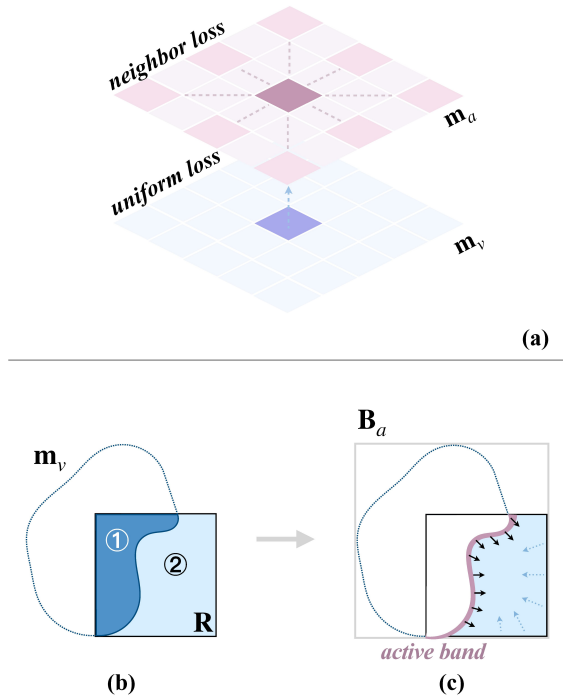 neighbor loss
m_a
uniform loss
m_v
(a)
B_a
m_v
①
②
R
active band
(b)
(c)